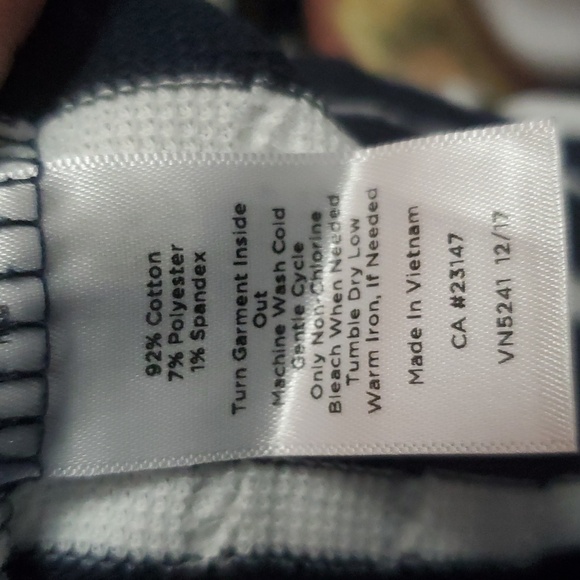 92% Cotton
7% Polyester
1% Spandex
Turn Garment Inside
Out
Machine Wash Cold
Gentle Cycle
Only Non-Chlorine
Bleach When Needed
Tumble Dry Low
Warm Iron, If Needed
Made In Vietnam
CA #23147
VN5241 12/17